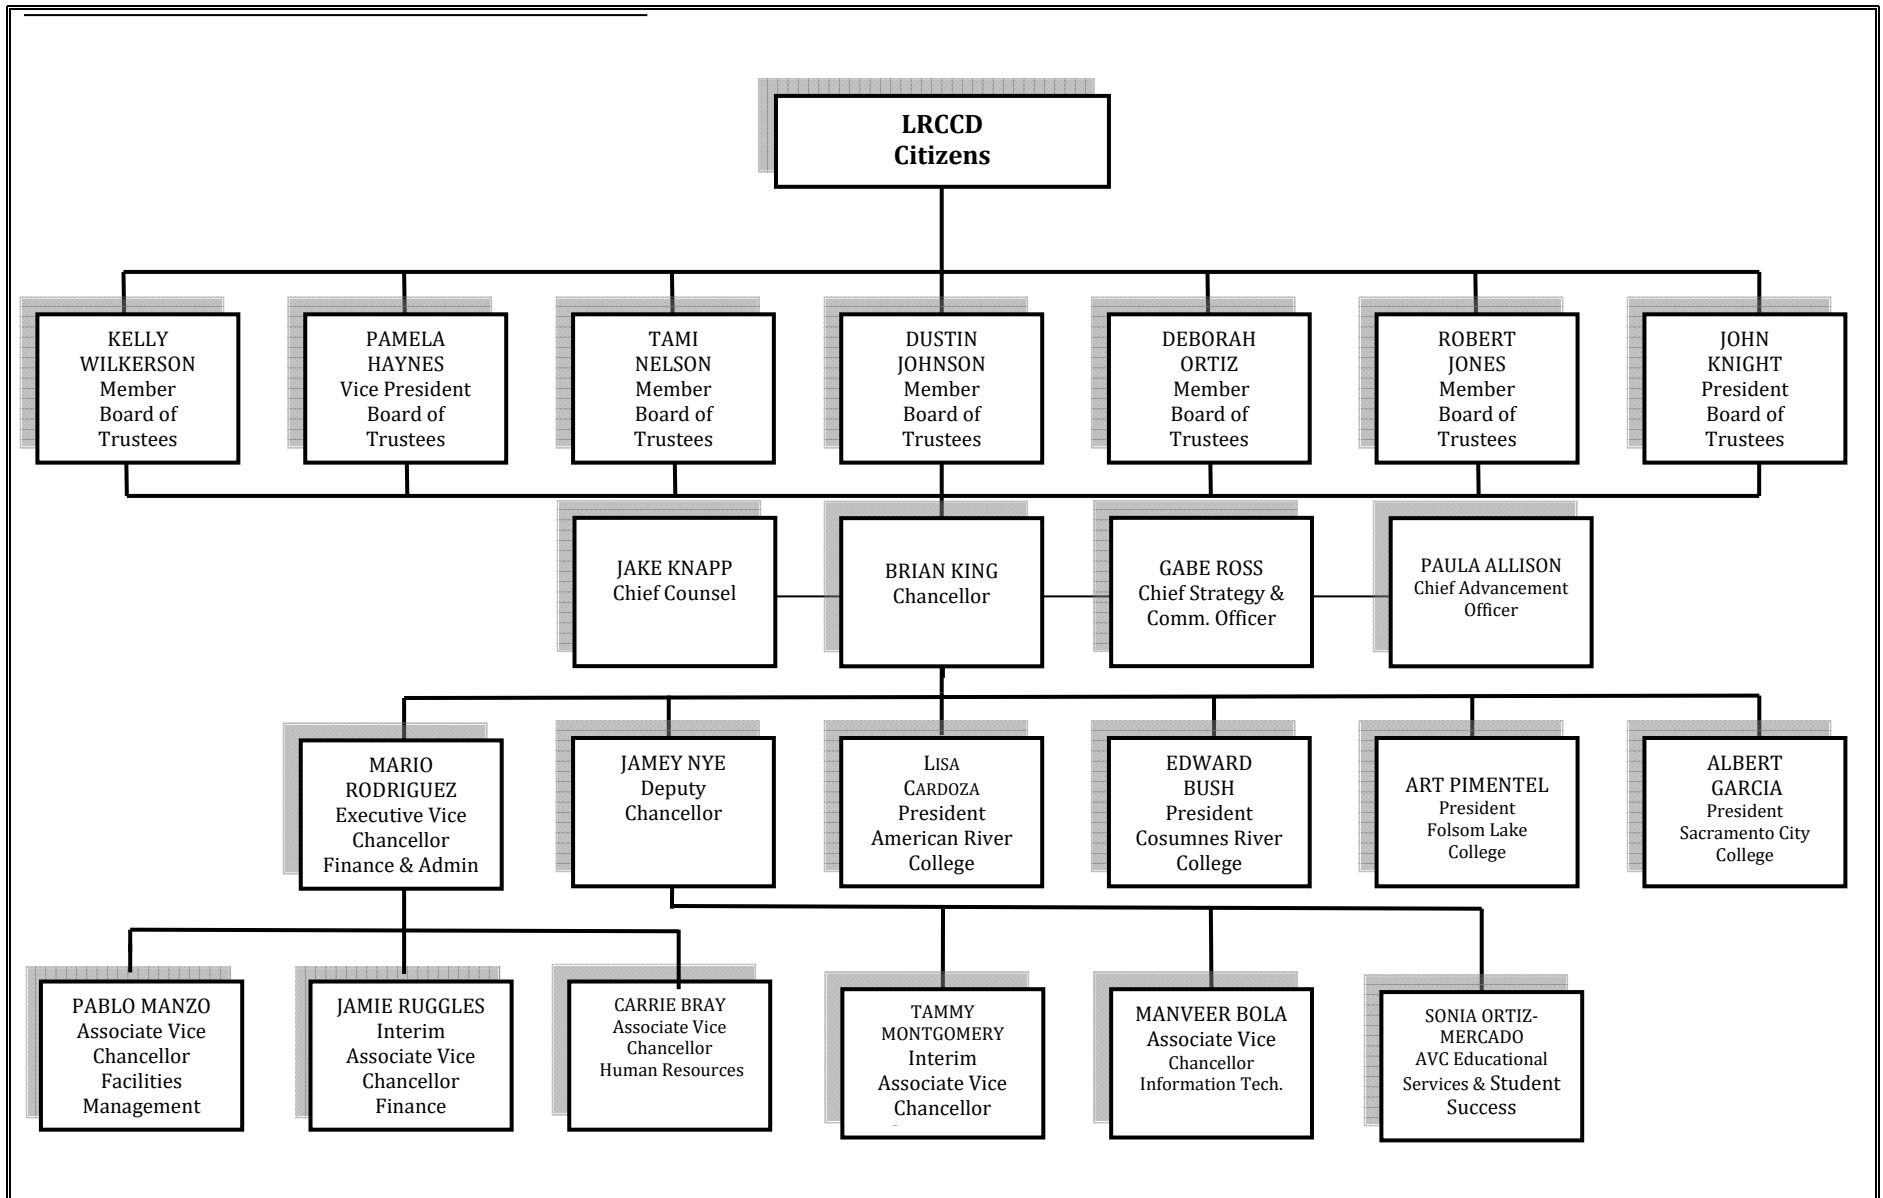 LRCCD
Citizens
KELLY
WILKERSON
Member
Board of
Trustees
PAMELA
HAYNES
Vice President
Board of
Trustees
TAMI
NELSON
Member
Board of
Trustees
DUSTIN
JOHNSON
Member
Board of
Trustees
DEBORAH
ORTIZ
Member
Board of
Trustees
ROBERT
JONES
Member
Board of
Trustees
JOHN
KNIGHT
President
Board of
Trustees
JAKE KNAPP
Chief Counsel
BRIAN KING
Chancellor
GABE ROSS
Chief Strategy &
Comm. Officer
PAULA ALLISON
Chief Advancement
Officer
MARIO
RODRIGUEZ
Executive Vice
Chancellor
Finance & Admin
JAMEY NYE
Deputy
Chancellor
LISA
CARDOZA
President
American River
College
EDWARD
BUSH
President
Cosumnes River
College
ART PIMENTEL
President
Folsom Lake
College
ALBERT
GARCIA
President
Sacramento City
College
PABLO MANZO
Associate Vice
Chancellor
Facilities
Management
JAMIE RUGGLES
Interim
Associate Vice
Chancellor
Finance
CARRIE BRAY
Associate Vice
Chancellor
Human Resources
TAMMY
MONTGOMERY
Interim
Associate Vice
Chancellor
MANVEER BOLA
Associate Vice
Chancellor
Information Tech.
SONIA ORTIZ-
MERCADO
AVC Educational
Services & Student
Success